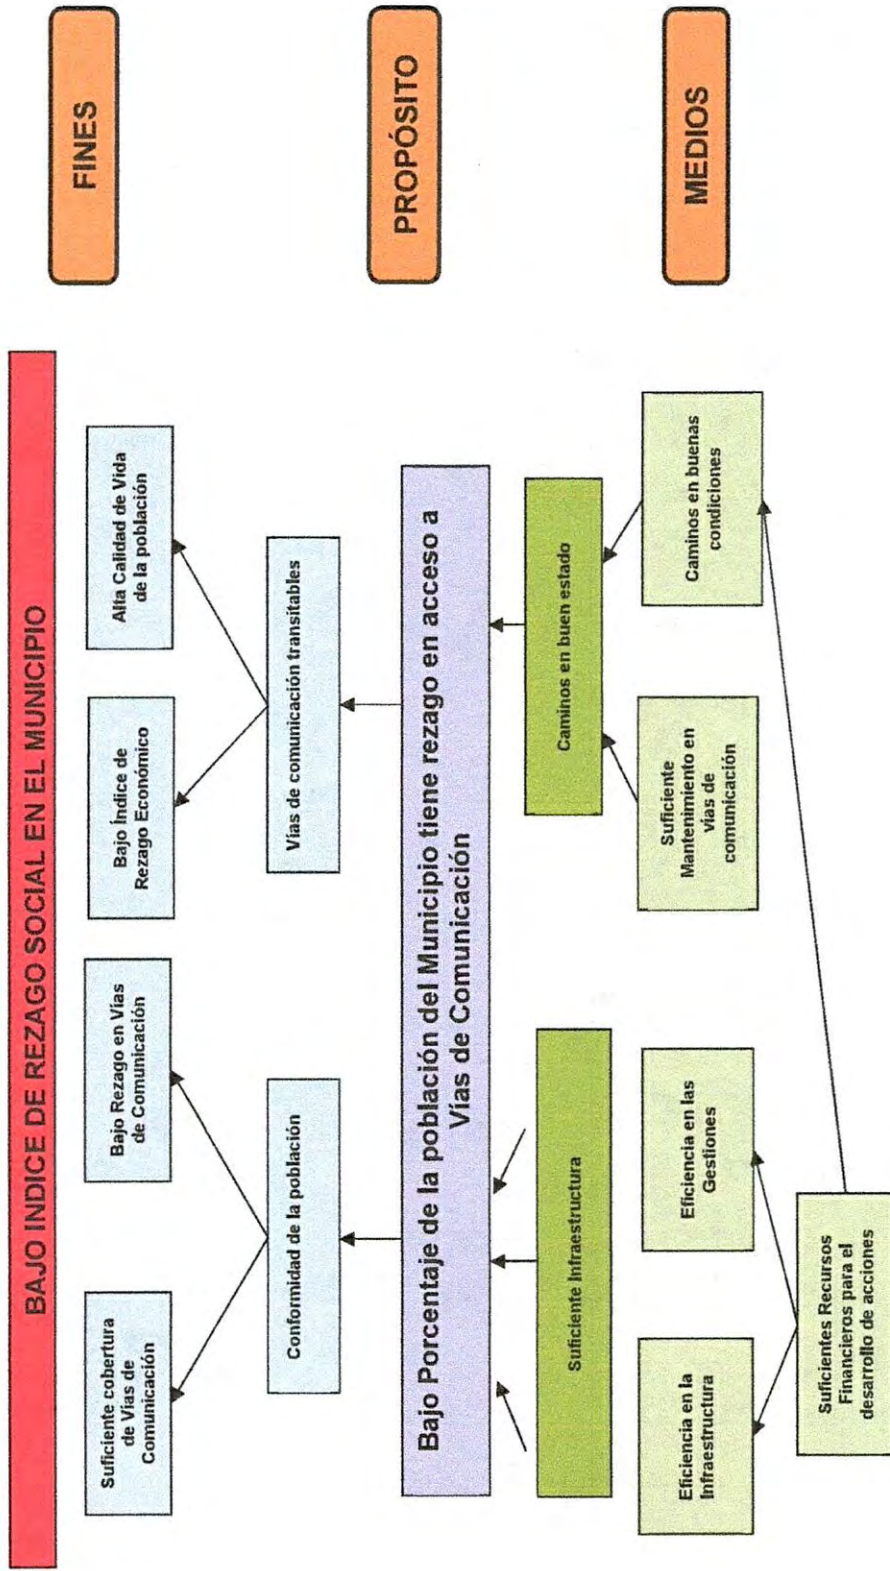 BAJO INDICE DE REZAGO SOCIAL EN EL MUNICIPIO
FINES
Suficiente cobertura
de Vías de
Comunicación
Bajo Rezago en Vías
de Comunicación
Bajo Índice de
Rezago Económico
Alta Calidad de Vida
de la población
Conformidad de la población
Vías de comunicación transitables
PROPÓSITO
Bajo Porcentaje de la población del Municipio tiene rezago en acceso a
Vías de Comunicación
Suficiente Infraestructura
Caminos en buen estado
MEDIOS
Eficiencia en la
Infraestructura
Eficiencia en las
Gestiones
Suficiente
Mantenimiento en
vías de
comunicación
Caminos en buenas
condiciones
Suficientes Recursos
Financieros para el
desarrollo de acciones